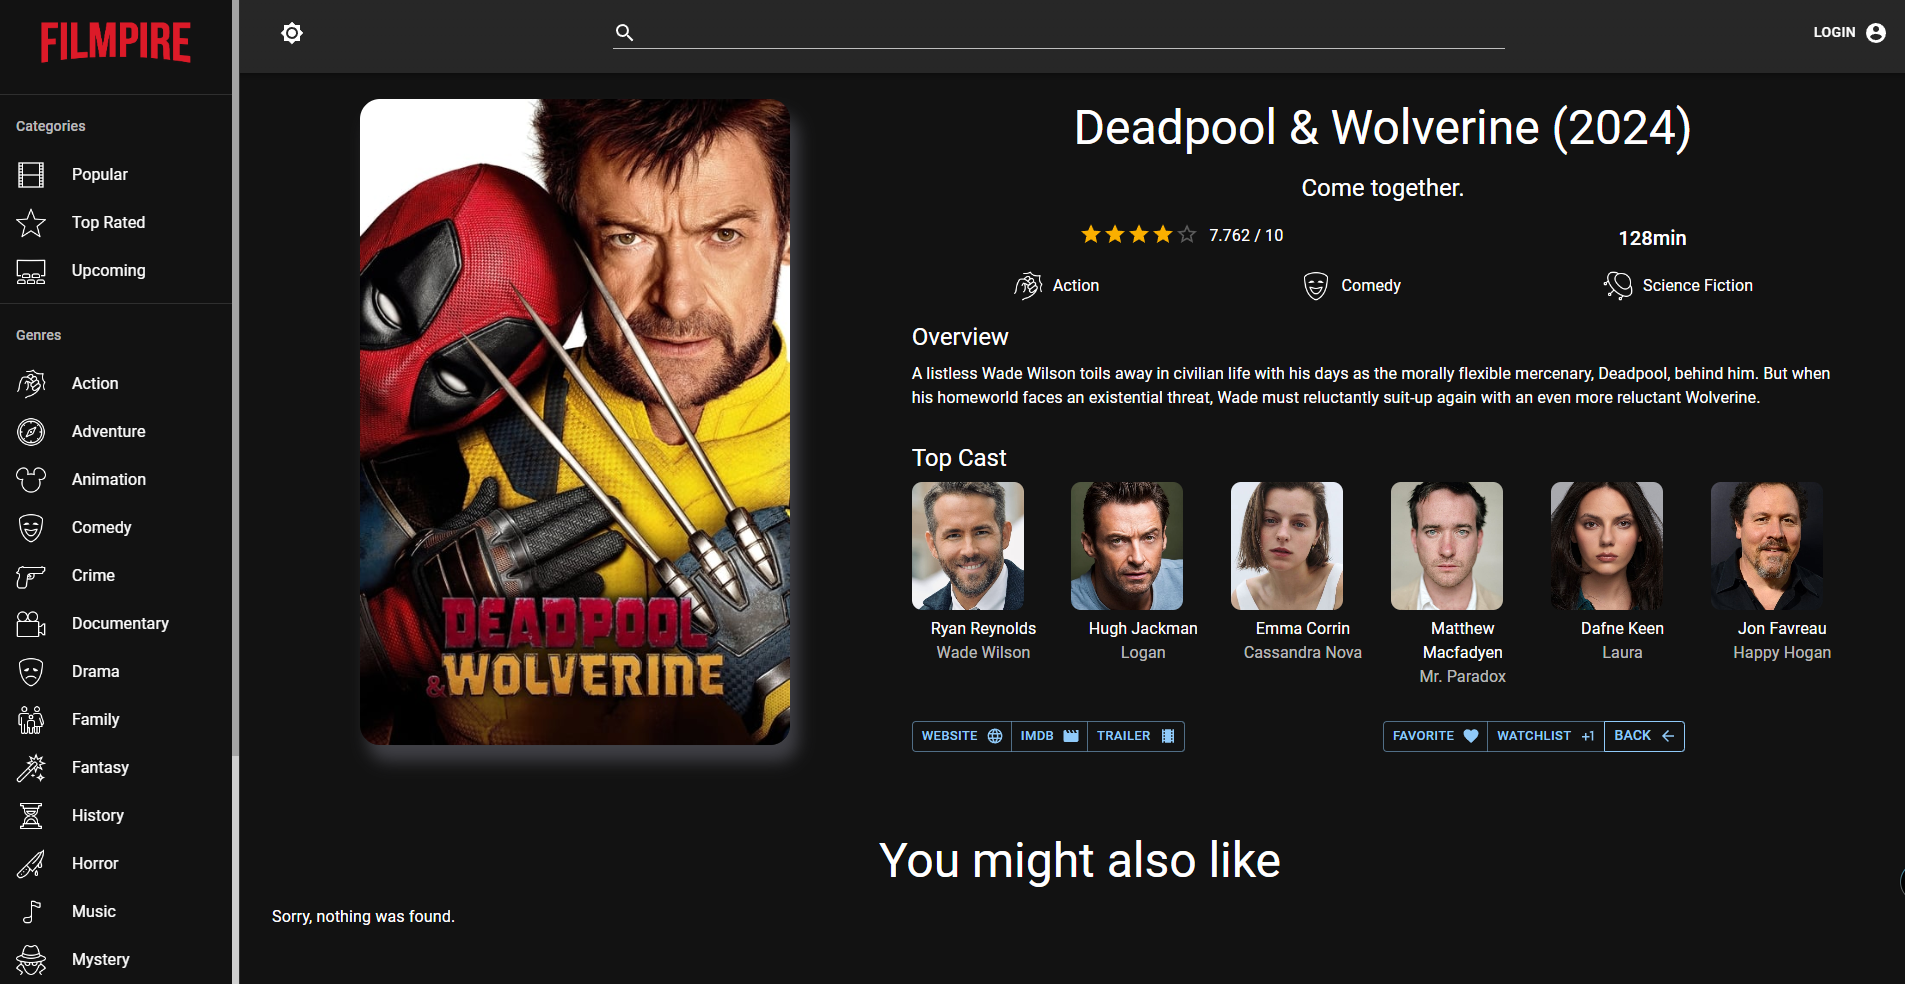 FILMPIRE
LOGIN
Categories
Popular
Top Rated
Upcoming
Genres
Action
Adventure
Animation
Comedy
Crime
Documentary
Drama
Family
Fantasy
History
Horror
Music
Mystery
DEADPOOL
& WOLVERINE
Deadpool & Wolverine (2024)
Come together.
7.762 / 10
128min
Action
Comedy
Science Fiction
Overview
A listless Wade Wilson toils away in civilian life with his days as the morally flexible mercenary, Deadpool, behind him. But when
his homeworld faces an existential threat, Wade must reluctantly suit-up again with an even more reluctant Wolverine.
Top Cast
Ryan Reynolds
Wade Wilson
Hugh Jackman
Logan
Emma Corrin
Cassandra Nova
Matthew
Macfadyen
Mr. Paradox
Dafne Keen
Laura
Jon Favreau
Happy Hogan
WEBSITE
IMDB
TRAILER
FAVORITE
WATCHLIST +1
BACK
You might also like
Sorry, nothing was found.